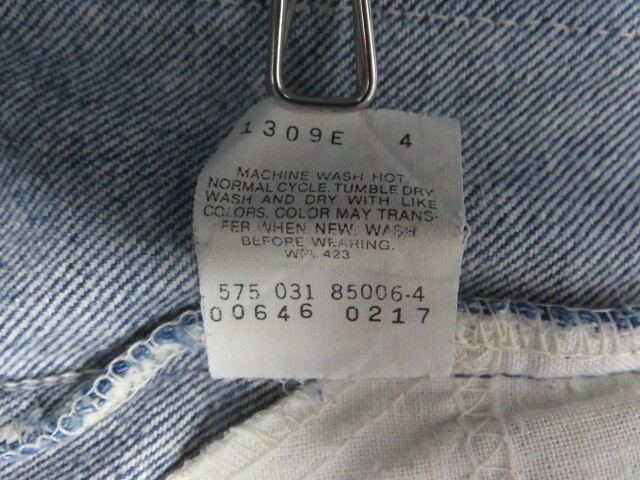 1309E 4
MACHINE WASH HOT.
NORMAL CYCLE. TUMBLE DRY.
WASH AND DRY WITH LIKE
COLORS. COLOR MAY TRANS-
FER WHEN NEW. WASH
BEFORE WEARING.
WPL 423
575 031 85006-4
00646 0217